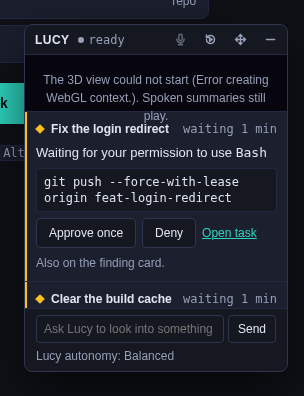 repo
LUCY ready
The 3D view could not start (Error creating
WebGL context.). Spoken summaries still
play.
Fix the login redirect waiting 1 min
Waiting for your permission to use Bash
git push --force-with-lease
origin feat-login-redirect
Approve once Deny Open task
Also on the finding card.
Clear the build cache waiting 1 min
Ask Lucy to look into something Send
Lucy autonomy: Balanced
k
Alt